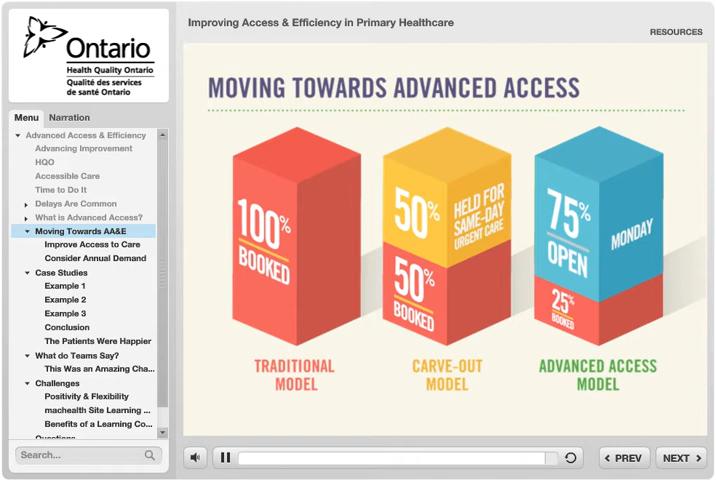 Improving Access & Efficiency in Primary Healthcare
RESOURCES
Ontario
Health Quality Ontario
Qualité des services
de santé Ontario
Menu
Narration
Advanced Access & Efficiency
Advancing Improvement
HQO
Accessible Care
Time to Do It
Delays Are Common
What is Advanced Access?
Moving Towards AA&E
Improve Access to Care
Consider Annual Demand
Case Studies
Example 1
Example 2
Example 3
Conclusion
The Patients Were Happier
What do Teams Say?
This Was an Amazing Cha...
Challenges
Positivity & Flexibility
machealth Site Learning ...
Benefits of a Learning Co...
Questions
Search...
MOVING TOWARDS ADVANCED ACCESS
100%
BOOKED
TRADITIONAL
MODEL
50%
HELD FOR
SAME-DAY
URGENT CARE
50%
BOOKED
CARVE-OUT
MODEL
75%
OPEN
MONDAY
25%
BOOKED
ADVANCED ACCESS
MODEL
PREV
NEXT